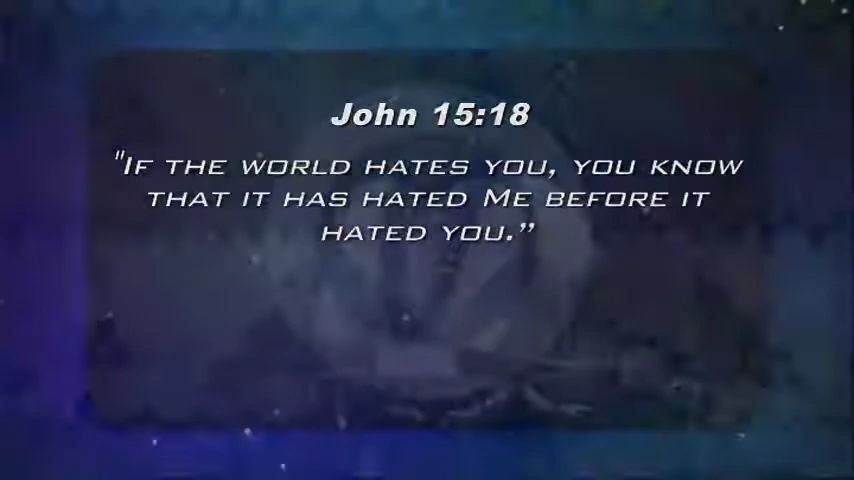 John 15:18
"If the world hates you, you know
that it has hated Me before it
hated you.”